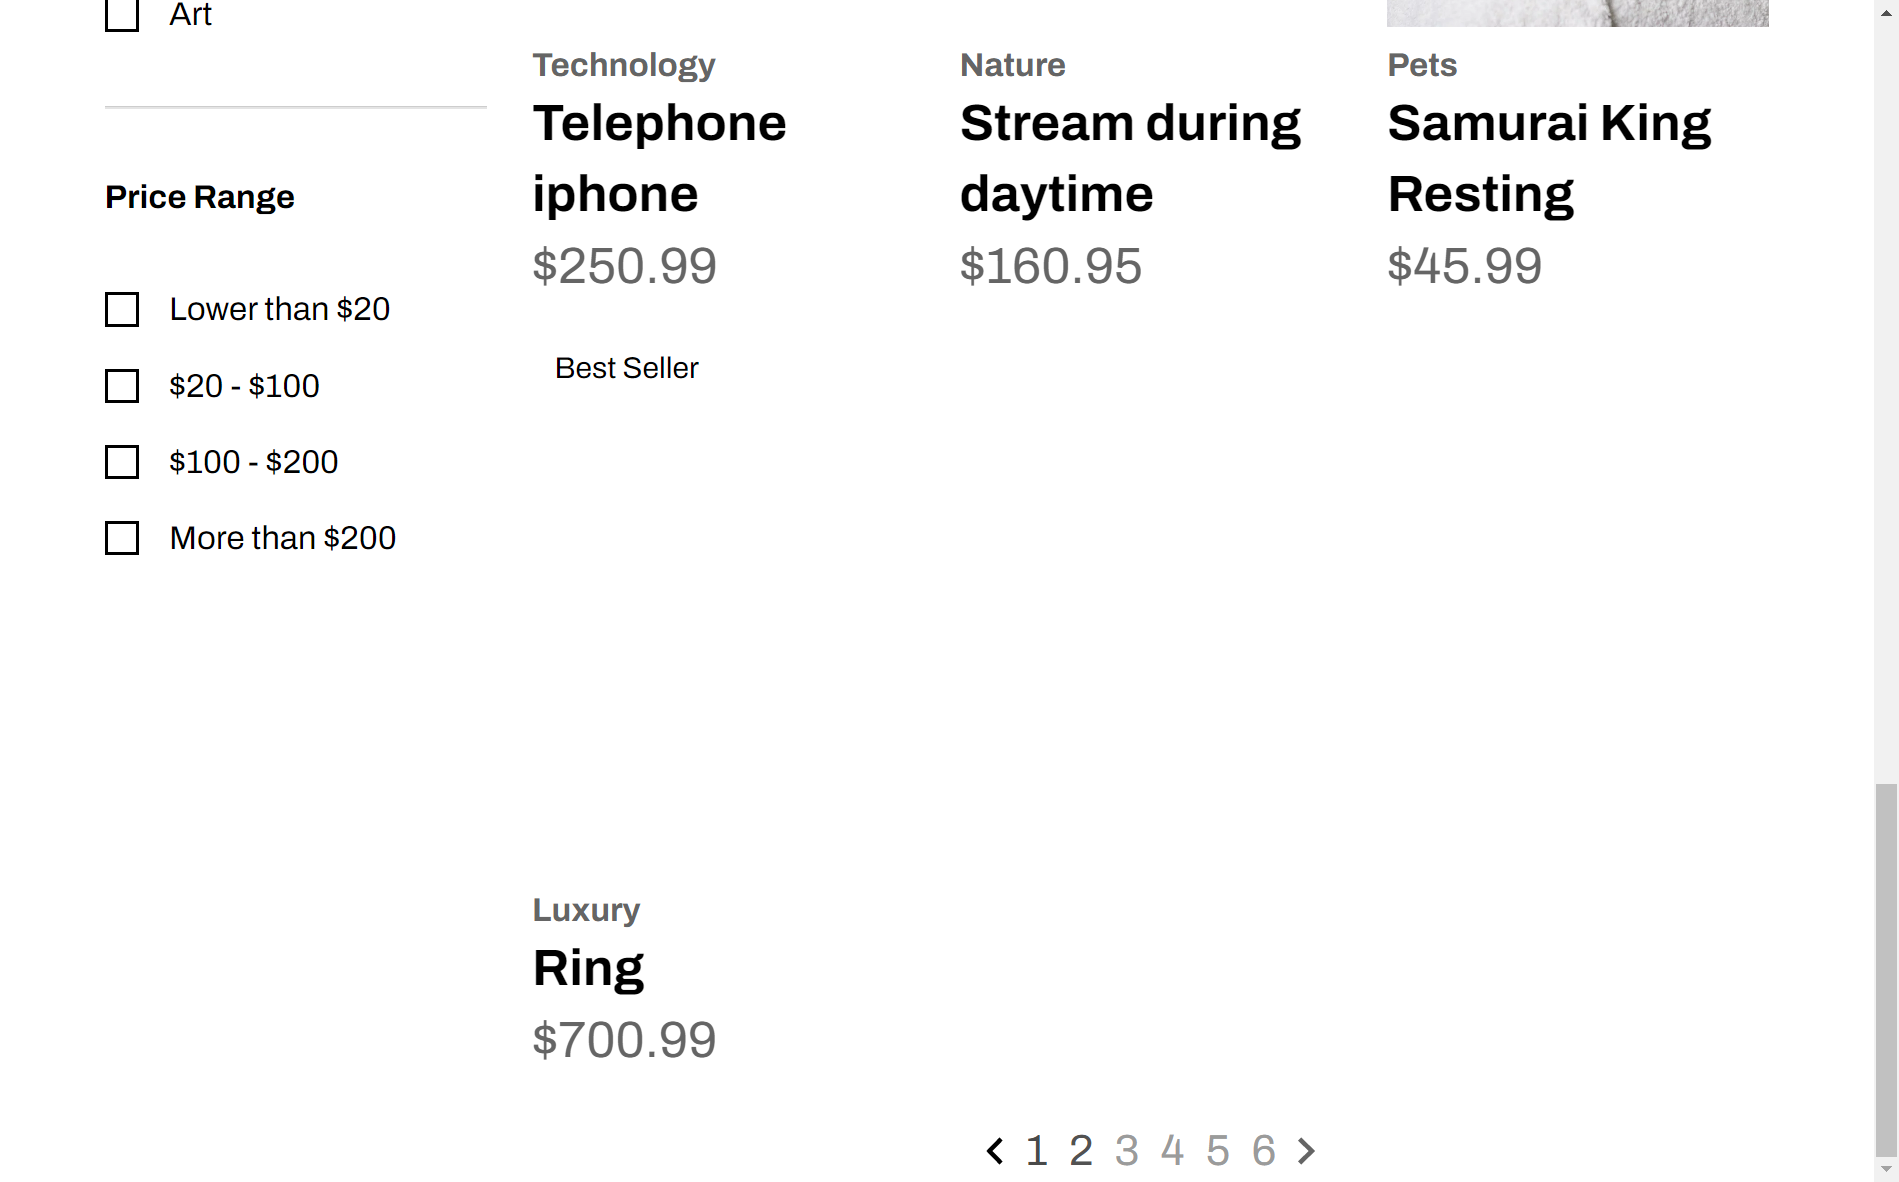 Art
Price Range
Lower than $20
$20 - $100
$100 - $200
More than $200
Technology
Telephone
iphone
$250.99
Nature
Stream during
daytime
$160.95
Pets
Samurai King
Resting
$45.99
Best Seller
Luxury
Ring
$700.99
1 2 3 4 5 6